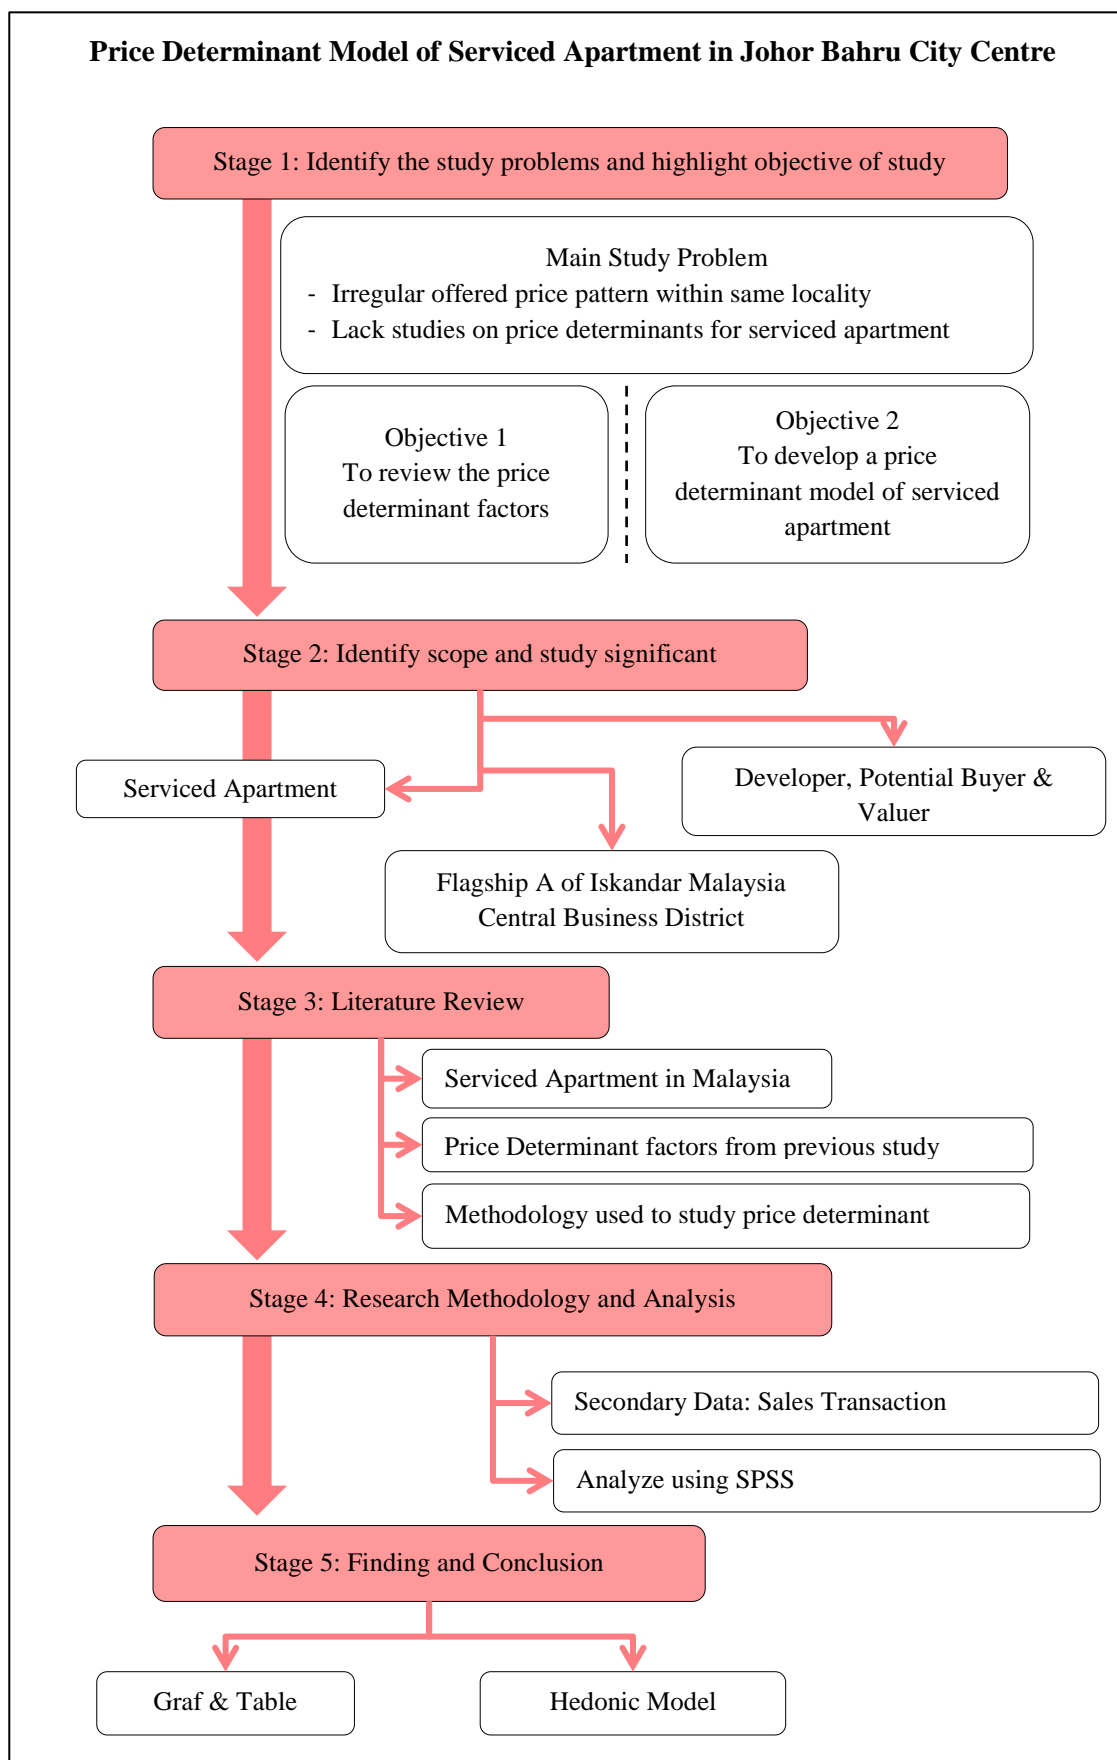 Price Determinant Model of Serviced Apartment in Johor Bahru City Centre
Stage 1: Identify the study problems and highlight objective of study
Main Study Problem
- Irregular offered price pattern within same locality
- Lack studies on price determinants for serviced apartment
Objective 1
To review the price
determinant factors
Objective 2
To develop a price
determinant model of serviced
apartment
Stage 2: Identify scope and study significant
Serviced Apartment
Developer, Potential Buyer &
Valuer
Flagship A of Iskandar Malaysia
Central Business District
Stage 3: Literature Review
Serviced Apartment in Malaysia
Price Determinant factors from previous study
Methodology used to study price determinant
Stage 4: Research Methodology and Analysis
Secondary Data: Sales Transaction
Analyze using SPSS
Stage 5: Finding and Conclusion
Graf & Table
Hedonic Model